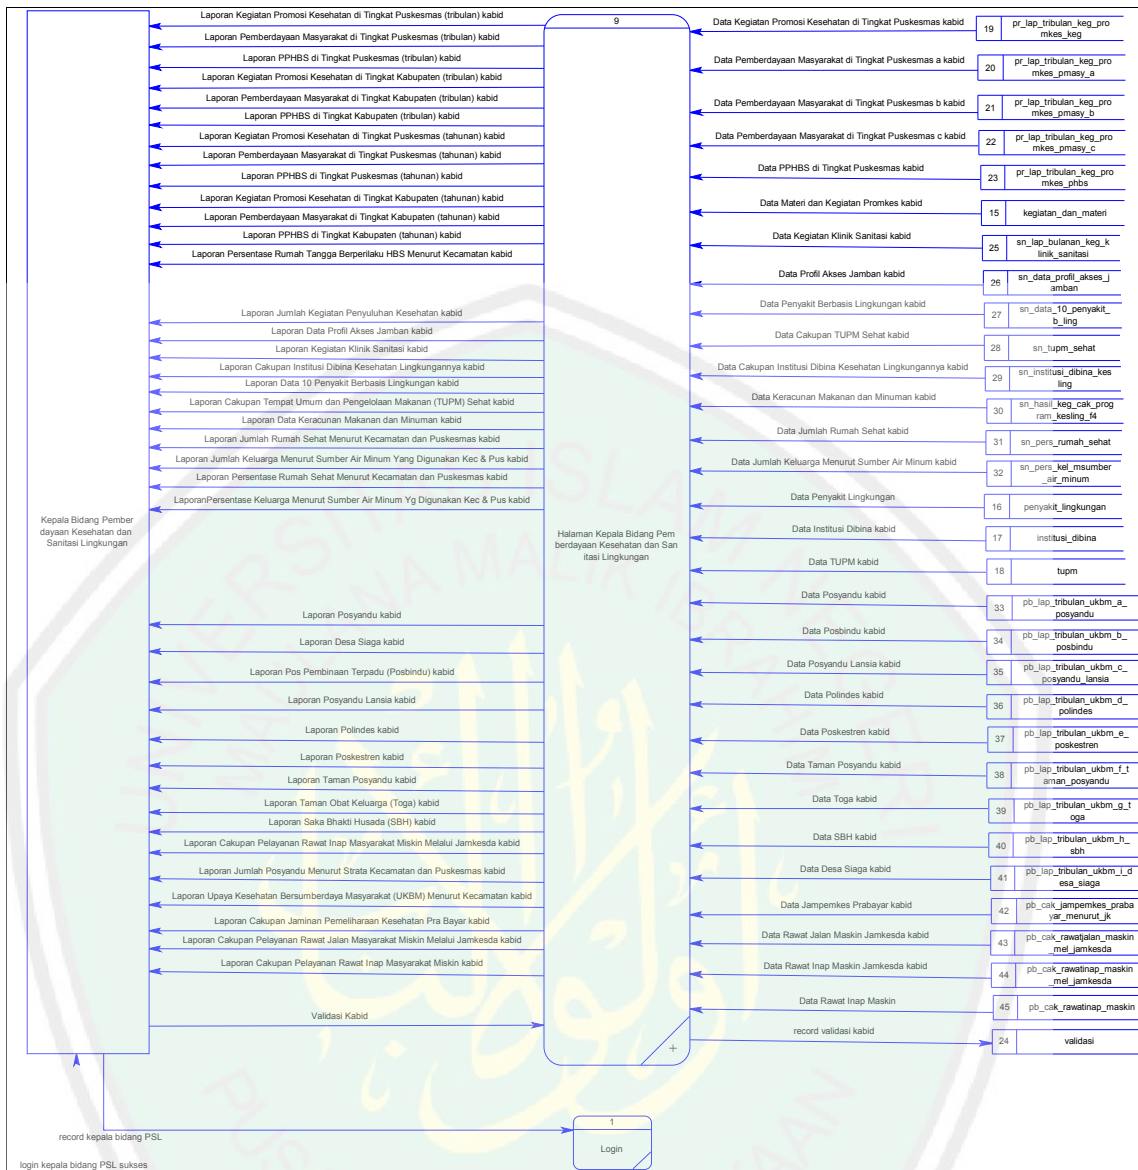 Laporan Kegiatan Promosi Kesehatan di Tingkat Puskesmas (tribulan) kabid
Laporan Pemberdayaan Masyarakat di Tingkat Puskesmas (tribulan) kabid
Laporan PPHBS di Tingkat Puskesmas (tribulan) kabid
Laporan Kegiatan Promosi Kesehatan di Tingkat Kabupaten (tribulan) kabid
Laporan Pemberdayaan Masyarakat di Tingkat Kabupaten (tribulan) kabid
Laporan PPHBS di Tingkat Kabupaten (tribulan) kabid
Laporan Kegiatan Promosi Kesehatan di Tingkat Puskesmas (tahunan) kabid
Laporan Pemberdayaan Masyarakat di Tingkat Puskesmas (tahunan) kabid
Laporan PPHBS di Tingkat Puskesmas (tahunan) kabid
Laporan Kegiatan Promosi Kesehatan di Tingkat Kabupaten (tahunan) kabid
Laporan Pemberdayaan Masyarakat di Tingkat Kabupaten (tahunan) kabid
Laporan PPHBS di Tingkat Kabupaten (tahunan) kabid
Laporan Persentase Rumah Tangga Berperilaku HBS Menurut Kecamatan kabid
Laporan Jumlah Kegiatan Penyuluhan Kesehatan kabid
Laporan Data Profil Akses Jamban kabid
Laporan Kegiatan Klinik Sanitasi kabid
Laporan Cakupan Institusi Dibina Kesehatan Lingkungannya kabid
Laporan Data 10 Penyakit Berbasis Lingkungan kabid
Laporan Cakupan Tempat Umum dan Pengelolaan Makanan (TUPM) Sehat kabid
Laporan Data Keracunan Makanan dan Minuman kabid
Laporan Jumlah Rumah Sehat Menurut Kecamatan dan Puskesmas kabid
Laporan Jumlah Keluarga Menurut Sumber Air Minum Yang Digunakan Kec & Pus kabid
Laporan Persentase Rumah Sehat Menurut Kecamatan dan Puskesmas kabid
LaporanPersentase Keluarga Menurut Sumber Air Minum Yg Digunakan Kec & Pus kabid
Kepala Bidang Pember
dayaan Kesehatan dan
Sanitasi Lingkungan
Laporan Posyandu kabid
Laporan Desa Siaga kabid
Laporan Pos Pembinaan Terpadu (Posbindu) kabid
Laporan Posyandu Lansia kabid
Laporan Polindes kabid
Laporan Poskestren kabid
Laporan Taman Posyandu kabid
Laporan Taman Obat Keluarga (Toga) kabid
Laporan Saka Bhakti Husada (SBH) kabid
Laporan Cakupan Pelayanan Rawat Inap Masyarakat Miskin Melalui Jamkesda kabid
Laporan Jumlah Posyandu Menurut Strata Kecamatan dan Puskesmas kabid
Laporan Upaya Kesehatan Bersumberdaya Masyarakat (UKBM) Menurut Kecamatan kabid
Laporan Cakupan Jaminan Pemeliharaan Kesehatan Pra Bayar kabid
Laporan Cakupan Pelayanan Rawat Jalan Masyarakat Miskin Melalui Jamkesda kabid
Laporan Cakupan Pelayanan Rawat Inap Masyarakat Miskin kabid
Validasi Kabid
9
Halaman Kepala Bidang Pem
berdayaan Kesehatan dan San
itasi Lingkungan
+
Data Kegiatan Promosi Kesehatan di Tingkat Puskesmas kabid
19 pr_lap_tribulan_keg_pro
mkes_keg
Data Pemberdayaan Masyarakat di Tingkat Puskesmas a kabid
20 pr_lap_tribulan_keg_pro
mkes_pmasy_a
Data Pemberdayaan Masyarakat di Tingkat Puskesmas b kabid
21 pr_lap_tribulan_keg_pro
mkes_pmasy_b
Data Pemberdayaan Masyarakat di Tingkat Puskesmas c kabid
22 pr_lap_tribulan_keg_pro
mkes_pmasy_c
Data PPHBS di Tingkat Puskesmas kabid
23 pr_lap_tribulan_keg_pro
mkes_phbs
Data Materi dan Kegiatan Promkes kabid
15 kegiatan_dan_materi
Data Kegiatan Klinik Sanitasi kabid
25 sn_lap_bulanan_keg_k
linik_sanitasi
Data Profil Akses Jamban kabid
26 sn_data_profil_akses_j
amban
Data Penyakit Berbasis Lingkungan kabid
27 sn_data_10_penyakit_
b_ling
Data Cakupan TUPM Sehat kabid
28 sn_tupm_sehat
Data Cakupan Institusi Dibina Kesehatan Lingkungannya kabid
29 sn_institusi_dibina_kes
ling
Data Keracunan Makanan dan Minuman kabid
30 sn_hasil_keg_cak_prog
ram_kesling_f4
Data Jumlah Rumah Sehat kabid
31 sn_pers_rumah_sehat
Data Jumlah Keluarga Menurut Sumber Air Minum kabid
32 sn_pers_kel_msumber
_air_minum
Data Penyakit Lingkungan
16 penyakit_lingkungan
Data Institusi Dibina kabid
17 institusi_dibina
Data TUPM kabid
18 tupm
Data Posyandu kabid
33 pb_lap_tribulan_ukbm_a_
posyandu
Data Posbindu kabid
34 pb_lap_tribulan_ukbm_b_
posbindu
Data Posyandu Lansia kabid
35 pb_lap_tribulan_ukbm_c_
posyandu_lansia
Data Polindes kabid
36 pb_lap_tribulan_ukbm_d_
polindes
Data Poskestren kabid
37 pb_lap_tribulan_ukbm_e_
poskestren
Data Taman Posyandu kabid
38 pb_lap_tribulan_ukbm_f_t
aman_posyandu
Data Toga kabid
39 pb_lap_tribulan_ukbm_g_t
oga
Data SBH kabid
40 pb_lap_tribulan_ukbm_h_
sbh
Data Desa Siaga kabid
41 pb_lap_tribulan_ukbm_i_d
esa_siaga
Data Jampemkes Prabayar kabid
42 pb_cak_jampemkes_praba
yar_menurut_jk
Data Rawat Jalan Maskin Jamkesda kabid
43 pb_cak_rawatjalan_maskin
_mel_jamkesda
Data Rawat Inap Maskin Jamkesda kabid
44 pb_cak_rawatinap_maskin
_mel_jamkesda
Data Rawat Inap Maskin
45 pb_cak_rawatinap_maskin
record validasi kabid
24 validasi
1
Login
record kepala bidang PSL
login kepala bidang PSL sukses